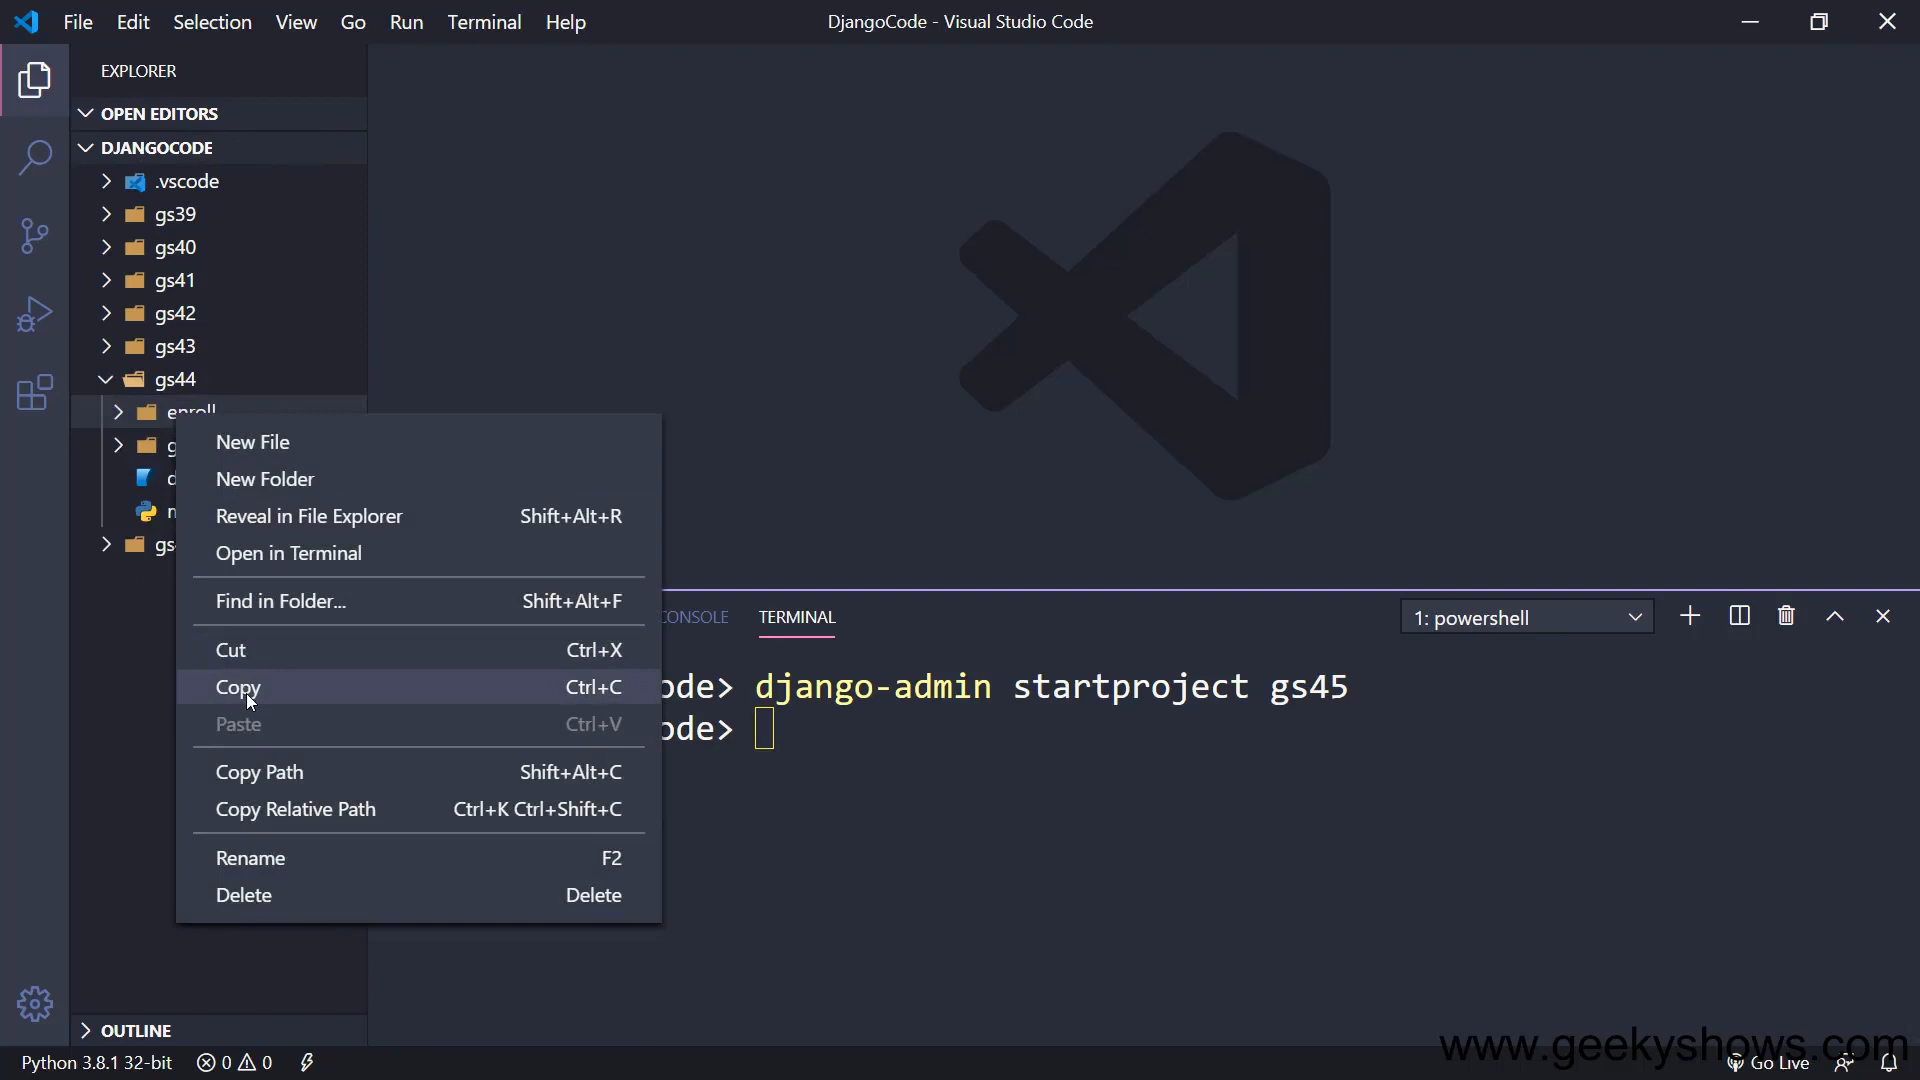 File Edit Selection View Go Run Terminal Help
DjangoCode - Visual Studio Code
EXPLORER
OPEN EDITORS
DJANGOCODE
.vscode
gs39
gs40
gs41
gs42
gs43
gs44
enroll
New File
New Folder
Reveal in File Explorer Shift+Alt+R
Open in Terminal
Find in Folder... Shift+Alt+F
Cut Ctrl+X
Copy Ctrl+C
Paste Ctrl+V
Copy Path Shift+Alt+C
Copy Relative Path Ctrl+K Ctrl+Shift+C
Rename F2
Delete Delete
CONSOLE TERMINAL
1: powershell
ode> django-admin startproject gs45
ode>
OUTLINE
www.geekyshows.com
Python 3.8.1 32-bit 0 0 Go Live